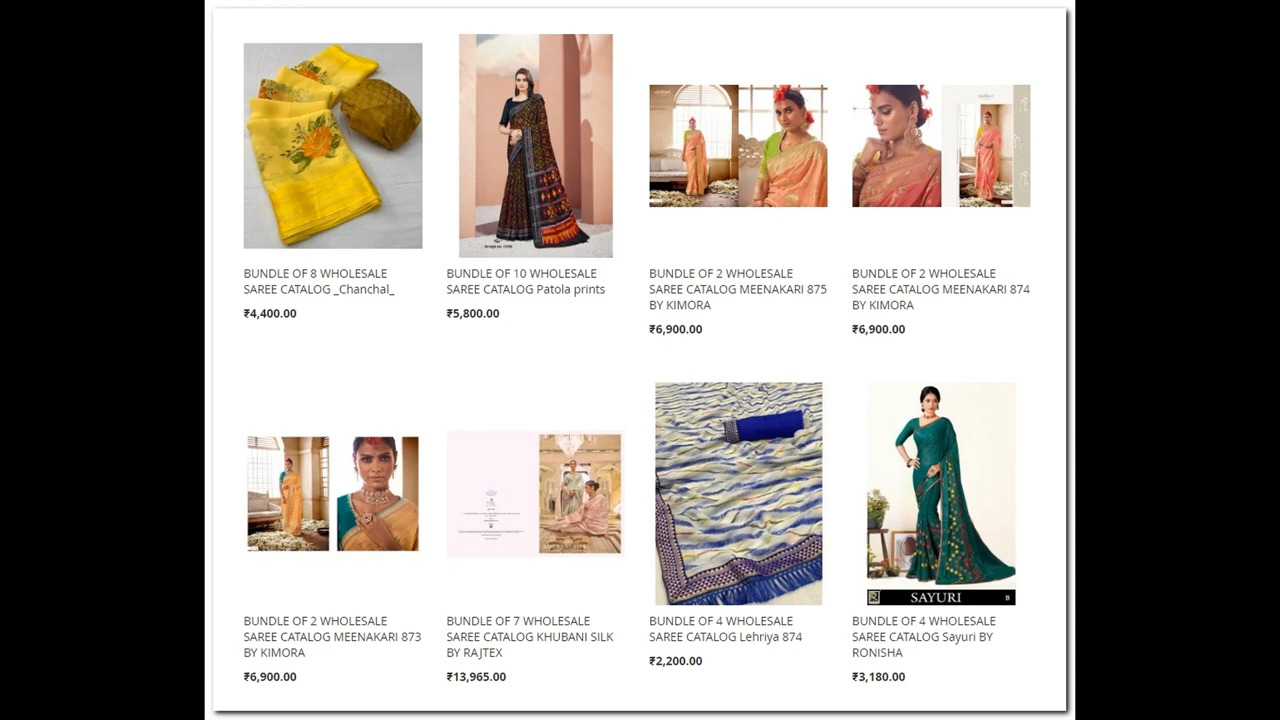 BUNDLE OF 8 WHOLESALE
SAREE CATALOG _Chanchal_
₹4,400.00
BUNDLE OF 10 WHOLESALE
SAREE CATALOG Patola prints
₹5,800.00
BUNDLE OF 2 WHOLESALE
SAREE CATALOG MEENAKARI 875
BY KIMORA
₹6,900.00
BUNDLE OF 2 WHOLESALE
SAREE CATALOG MEENAKARI 874
BY KIMORA
₹6,900.00
SAYURI
B
BUNDLE OF 2 WHOLESALE
SAREE CATALOG MEENAKARI 873
BY KIMORA
₹6,900.00
BUNDLE OF 7 WHOLESALE
SAREE CATALOG KHUBANI SILK
BY RAJTEX
₹13,965.00
BUNDLE OF 4 WHOLESALE
SAREE CATALOG Lehriya 874
₹2,200.00
BUNDLE OF 4 WHOLESALE
SAREE CATALOG Sayuri BY
RONISHA
₹3,180.00